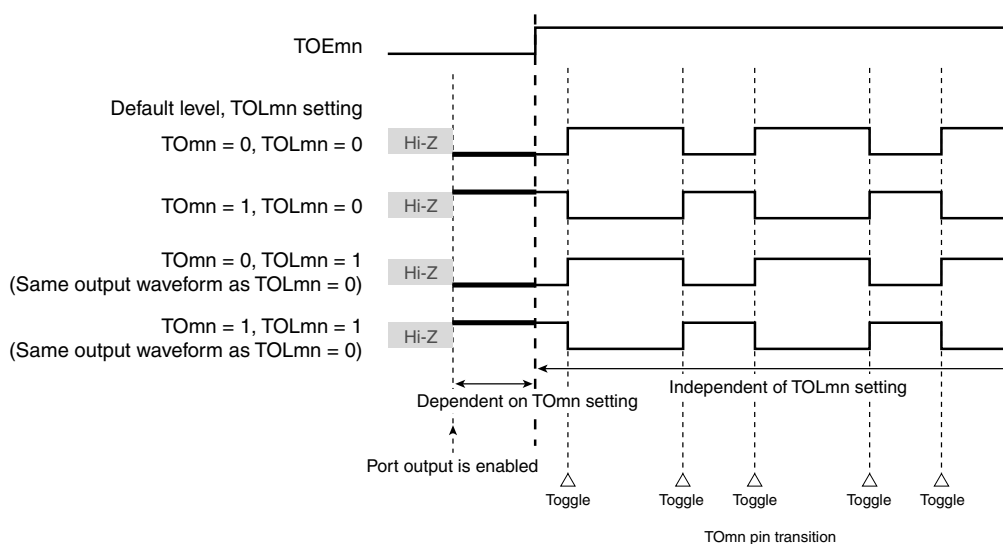 TOEmn
Default level, TOLmn setting
TOmn = 0, TOLmn = 0
Hi-Z
TOmn = 1, TOLmn = 0
Hi-Z
TOmn = 0, TOLmn = 1
(Same output waveform as TOLmn = 0)
Hi-Z
TOmn = 1, TOLmn = 1
(Same output waveform as TOLmn = 0)
Hi-Z
Dependent on TOmn setting
Independent of TOLmn setting
Port output is enabled
Toggle
Toggle
Toggle
Toggle
Toggle
TOmn pin transition